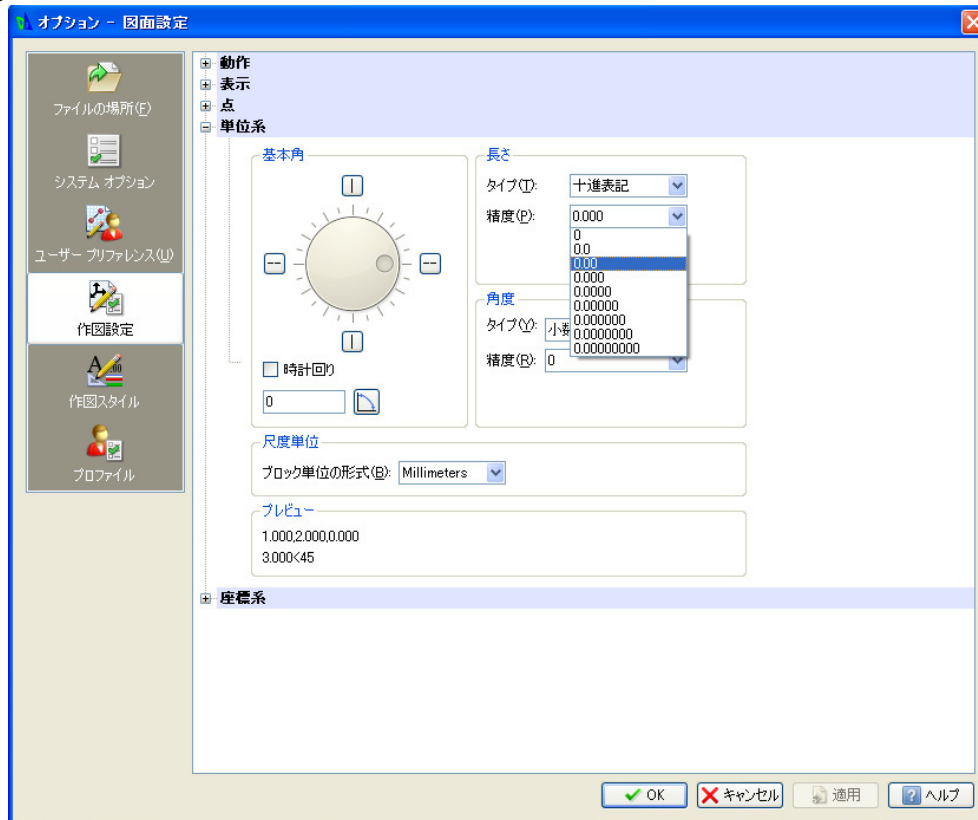 オプション - 図面設定
ファイルの場所(F)
システム オプション
ユーザー プリファレンス(U)
作図設定
作図スタイル
プロファイル
動作
表示
点
単位系
基本角
時計回り
0
長さ
タイプ(T): 十進表記
精度(P): 0.000
0
0.0
0.00
0.000
0.0000
0.00000
0.000000
0.0000000
0.00000000
角度
タイプ(Y): 小数
精度(R): 0
尺度単位
ブロック単位の形式(B): Millimeters
プレビュー
1.000,2.000,0.000
3.000<45
座標系
OK キャンセル 適用 ヘルプ